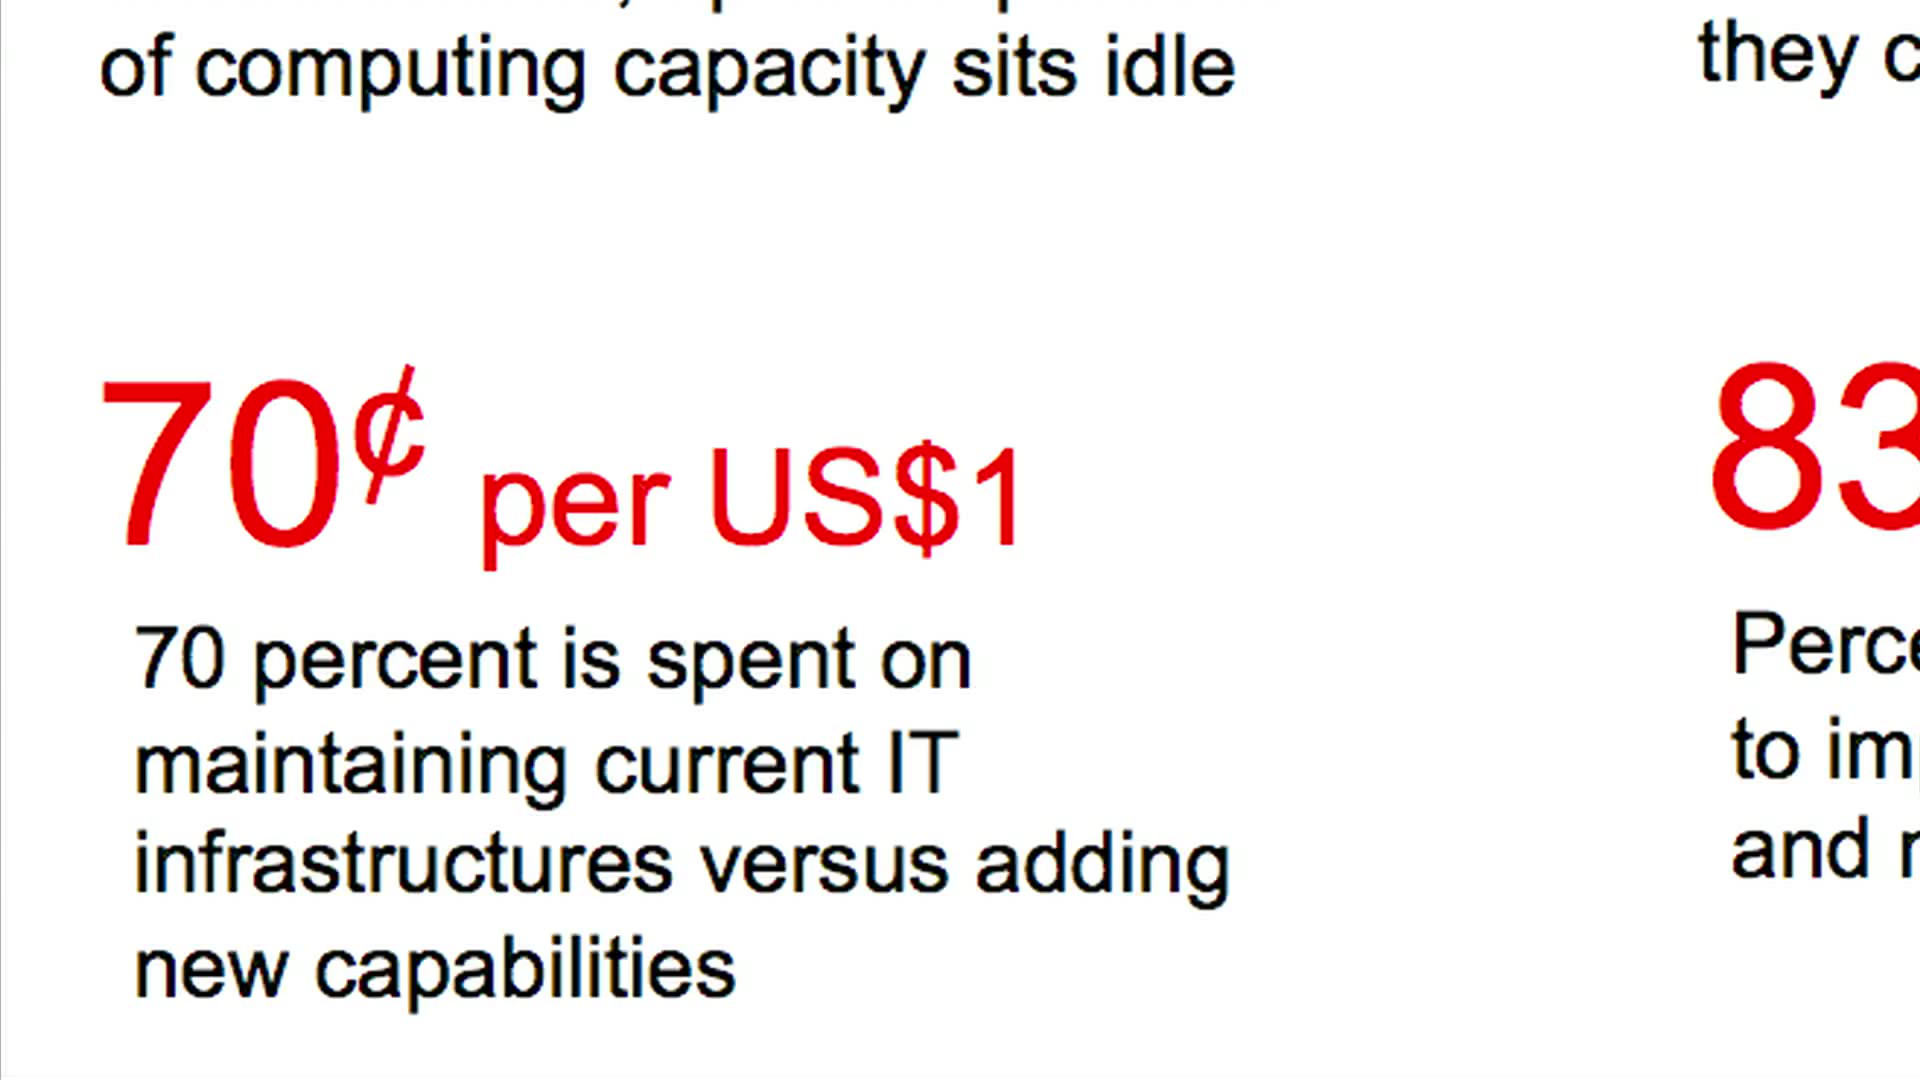 of computing capacity sits idle
70¢ per US$1
70 percent is spent on
maintaining current IT
infrastructures versus adding
new capabilities
they
83
to
and